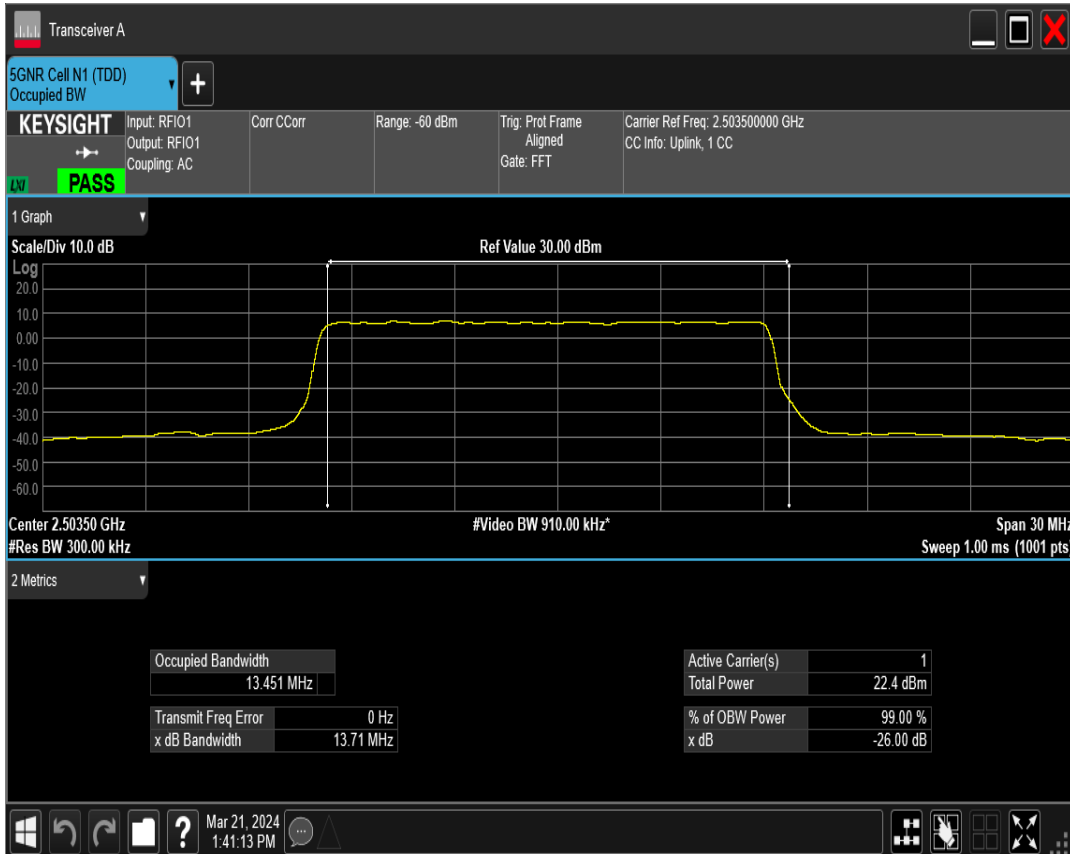 Transceiver A
5GNR Cell N1 (TDD)
Occupied BW
+
KEYSIGHT
LXI
PASS
Input: RFIO1
Output: RFIO1
Coupling: AC
Corr CCorr
Range: -60 dBm
Trig: Prot Frame
Aligned
Gate: FFT
Carrier Ref Freq: 2.503500000 GHz
CC Info: Uplink, 1 CC
1 Graph
Scale/Div 10.0 dB
Ref Value 30.00 dBm
Log
20.0
10.0
0.00
-10.0
-20.0
-30.0
-40.0
-50.0
-60.0
Center 2.50350 GHz
#Video BW 910.00 kHz*
Span 30 MHz
#Res BW 300.00 kHz
Sweep 1.00 ms (1001 pts)
2 Metrics
Occupied Bandwidth
13.451 MHz
Transmit Freq Error 0 Hz
x dB Bandwidth 13.71 MHz
Active Carrier(s) 1
Total Power 22.4 dBm
% of OBW Power 99.00 %
x dB -26.00 dB
?
Mar 21, 2024
1:41:13 PM